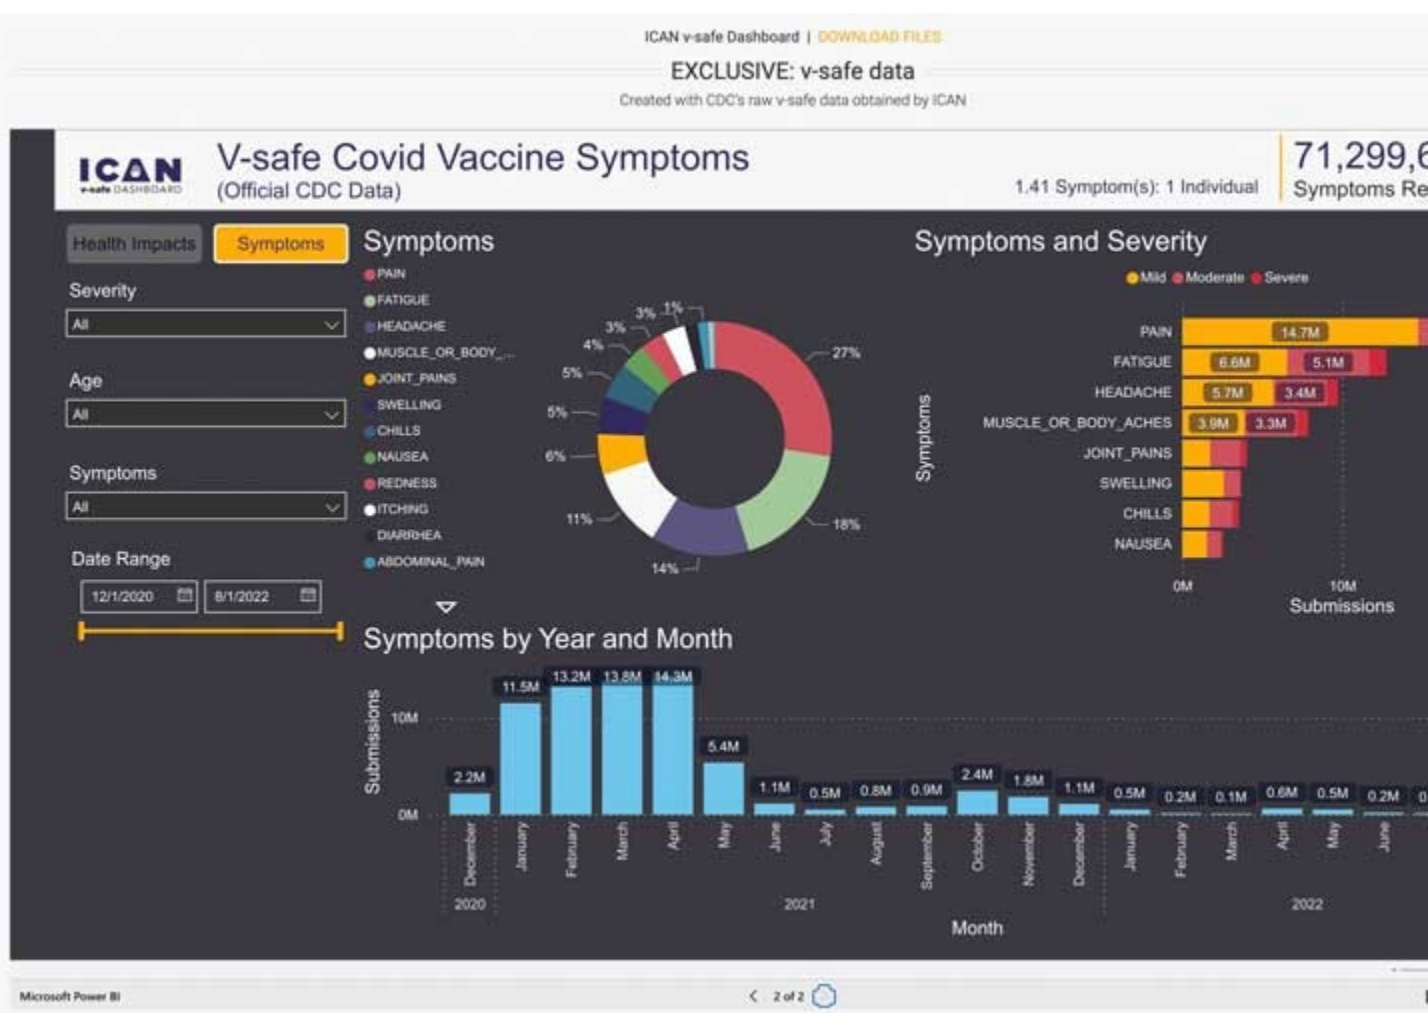 ICAN v-safe Dashboard | DOWNLOAD FILES
EXCLUSIVE: v-safe data
Created with CDC's raw v-safe data obtained by ICAN
ICAN
v-safe DASHBOARD
V-safe Covid Vaccine Symptoms
(Official CDC Data)
1.41 Symptom(s): 1 Individual
71,299,6
Symptoms Re
Health Impacts
Symptoms
Severity
All
Age
All
Symptoms
All
Date Range
12/1/2020
8/1/2022
Symptoms
PAIN
FATIGUE
HEADACHE
MUSCLE_OR_BODY_...
JOINT_PAINS
SWELLING
CHILLS
NAUSEA
REDNESS
ITCHING
DIARRHEA
ABDOMINAL_PAIN
27%
18%
14%
11%
6%
5%
5%
4%
3%
3%
1%
Symptoms and Severity
Mild Moderate Severe
Symptoms
PAIN 14.7M
FATIGUE 6.6M 5.1M
HEADACHE 5.7M 3.4M
MUSCLE_OR_BODY_ACHES 3.9M 3.3M
JOINT_PAINS
SWELLING
CHILLS
NAUSEA
0M 10M
Submissions
Symptoms by Year and Month
Submissions
10M
0M
2.2M 11.5M 13.2M 13.8M 14.3M 5.4M 1.1M 0.5M 0.8M 0.9M 2.4M 1.8M 1.1M 0.5M 0.2M 0.1M 0.6M 0.5M 0.2M 0
December January February March April May June July August September October November December January February March April May June
2020 2021 2022
Month
Microsoft Power BI
2 of 2